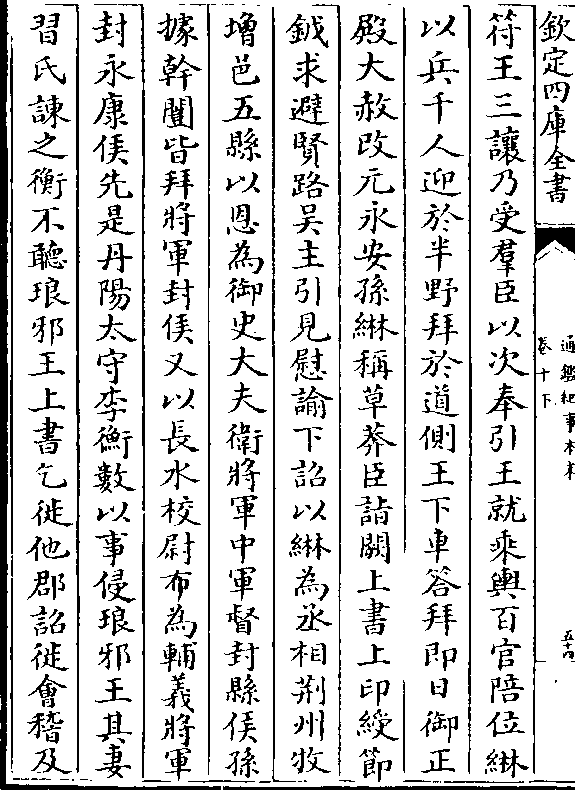 欽定四庫全書
通鑑紀事本末
卷十下
五十四
符王三讓乃受羣臣以次奉引王就乘輿百官陪位綝
以兵千人迎於半野拜於道側王下車答拜即日御正
殿大赦改元永安孫綝稱草莽臣詣闕上書上印綬節
鉞求避賢路吴主引見慰諭下詔以綝為丞相荆州牧
增邑五縣以恩為御史大夫衛將軍中軍督封縣侯孫
據幹闓皆拜將軍封侯又以長水校尉布為輔義將軍
封永康侯先是丹陽太守李衡數以事侵琅邪王其妻
習氏諫之衡不聽琅邪王上書乞徙他郡詔徙會稽及